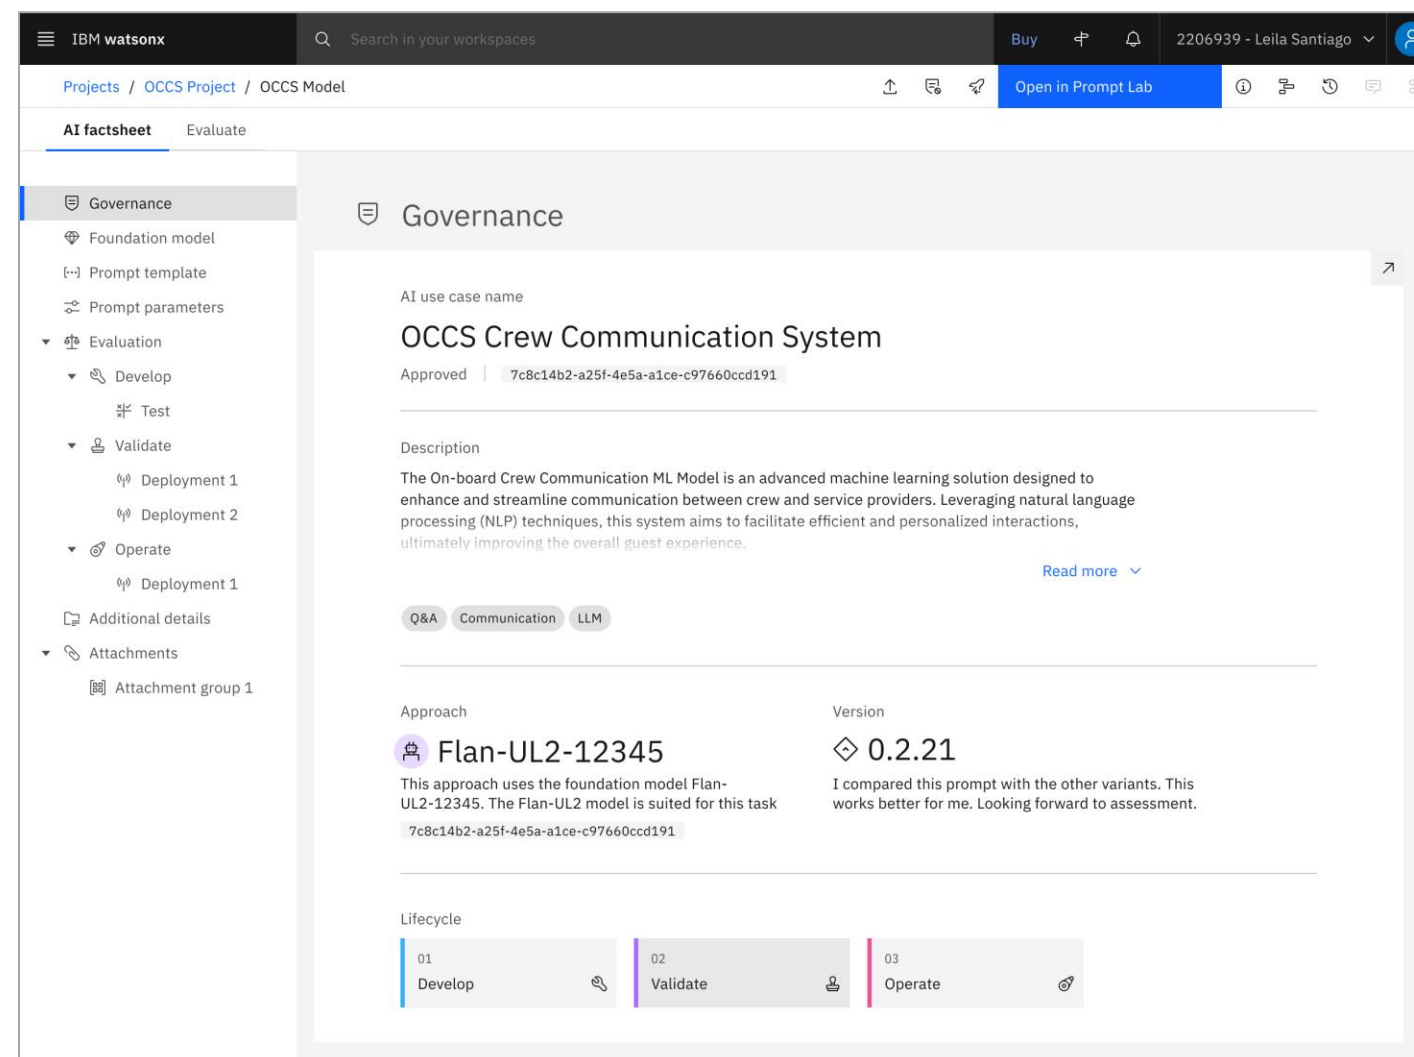 IBM watsonx
Search in your workspaces
Buy
2206939 - Leila Santiago
Projects / OCCS Project / OCCS Model
Open in Prompt Lab
AI factsheet
Evaluate
Governance
Foundation model
Prompt template
Prompt parameters
Evaluation
Develop
Test
Validate
Deployment 1
Deployment 2
Operate
Deployment 1
Additional details
Attachments
Attachment group 1
Governance
AI use case name
OCCS Crew Communication System
Approved
7c8c14b2-a25f-4e5a-a1ce-c97660ccd191
Description
The On-board Crew Communication ML Model is an advanced machine learning solution designed to
enhance and streamline communication between crew and service providers. Leveraging natural language
processing (NLP) techniques, this system aims to facilitate efficient and personalized interactions,
ultimately improving the overall guest experience.
Read more
Q&A
Communication
LLM
Approach
Flan-UL2-12345
This approach uses the foundation model Flan-
UL2-12345. The Flan-UL2 model is suited for this task
7c8c14b2-a25f-4e5a-a1ce-c97660ccd191
Version
0.2.21
I compared this prompt with the other variants. This
works better for me. Looking forward to assessment.
Lifecycle
01
Develop
02
Validate
03
Operate